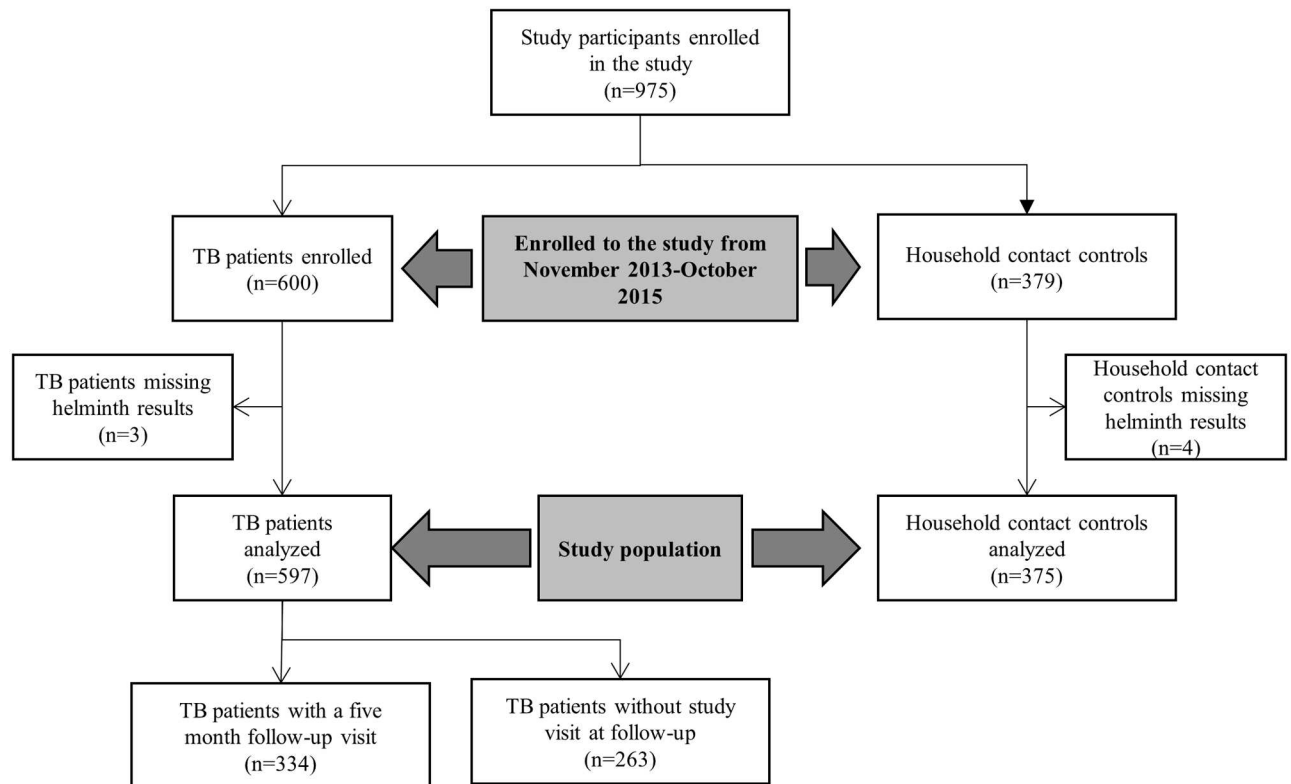 Study participants enrolled
in the study
(n=975)
TB patients enrolled
(n=600)
Enrolled to the study from
November 2013-October
2015
Household contact controls
(n=379)
TB patients missing
helminth results
(n=3)
Household contact
controls missing
helminth results
(n=4)
TB patients
analyzed
(n=597)
Study population
Household contact controls
analyzed
(n=375)
TB patients with a five
month follow-up visit
(n=334)
TB patients without study
visit at follow-up
(n=263)